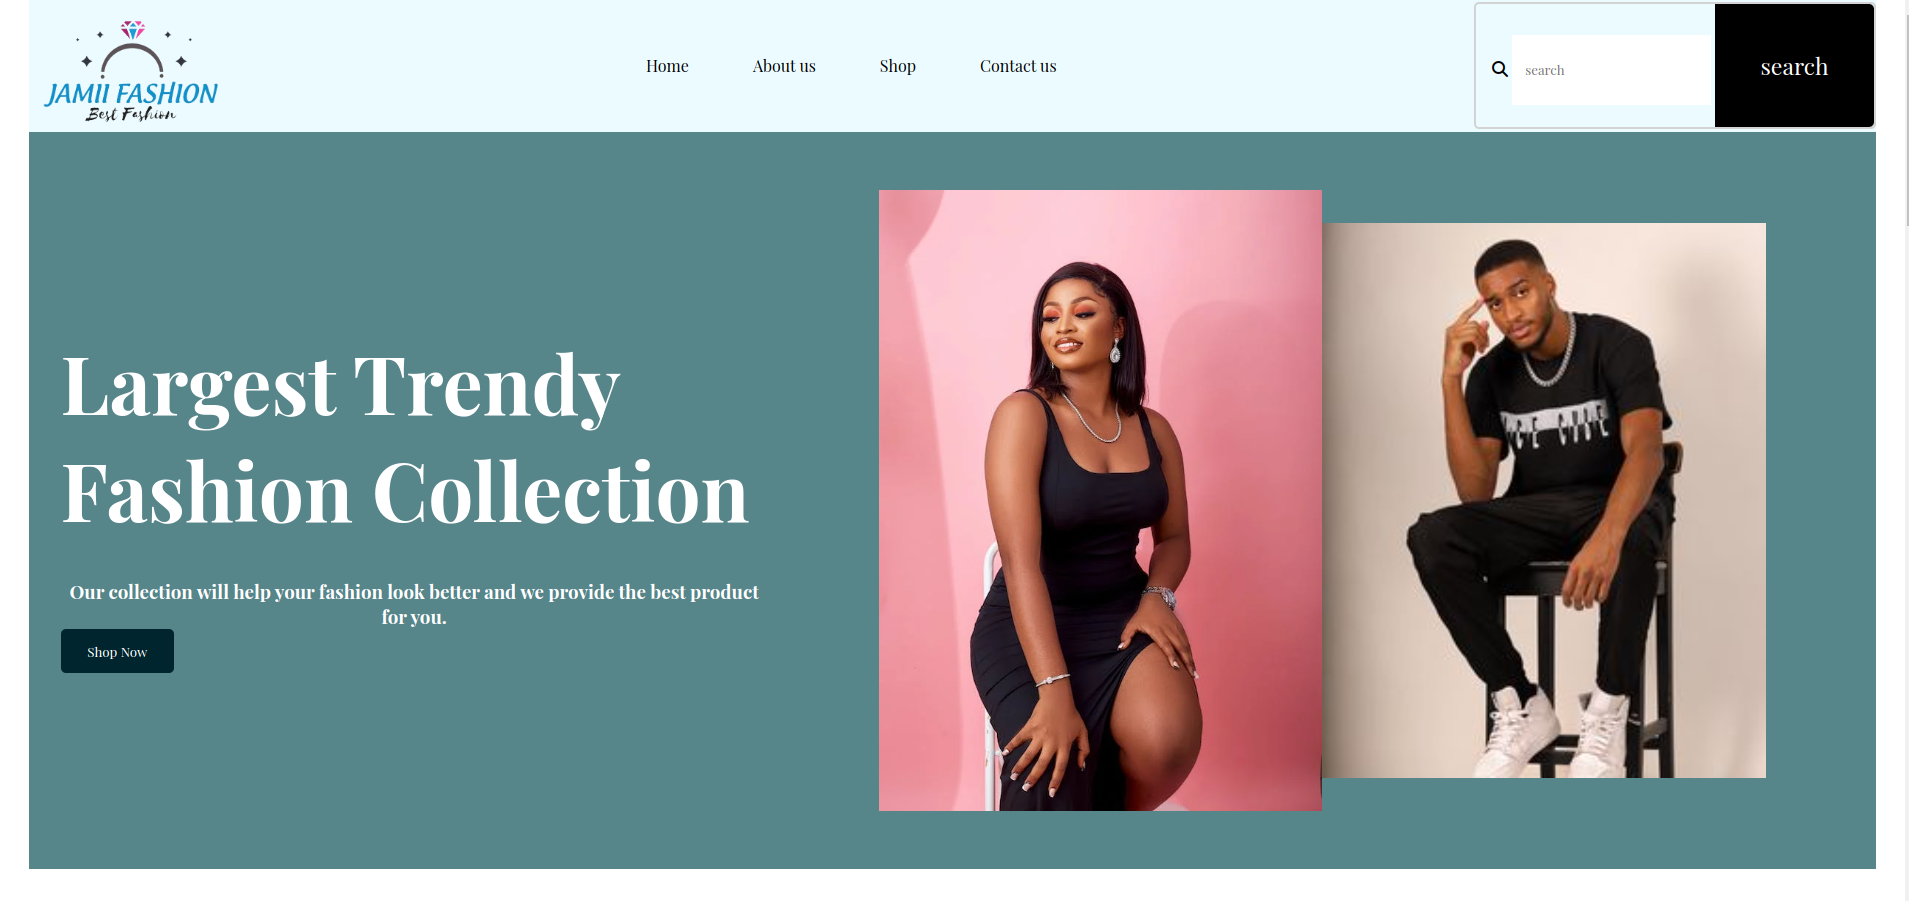 JAMII FASHION
Best Fashion
Home
About us
Shop
Contact us
search
search
Largest Trendy
Fashion Collection
Our collection will help your fashion look better and we provide the best product
for you.
Shop Now